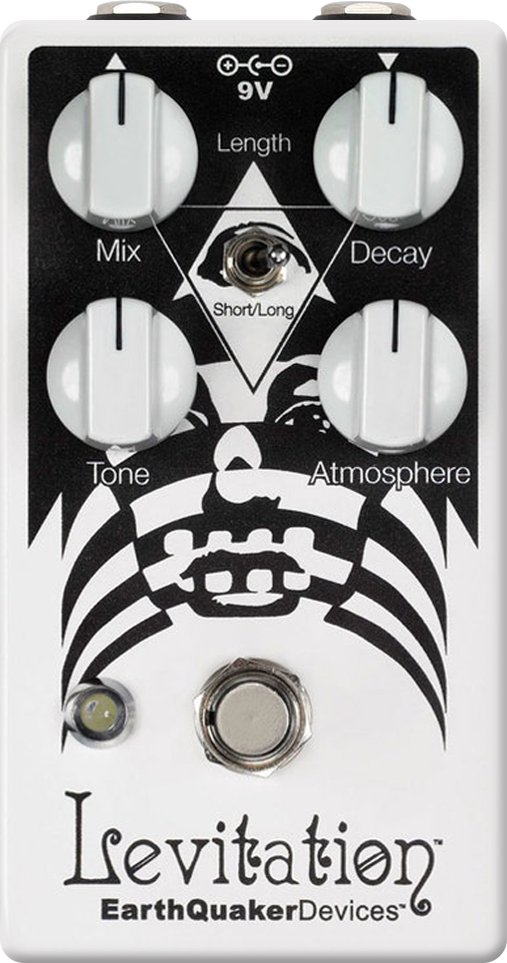 9V
Length
Mix
Decay
Short/Long
Tone
Atmosphere
Levitation™
EarthQuakerDevices™